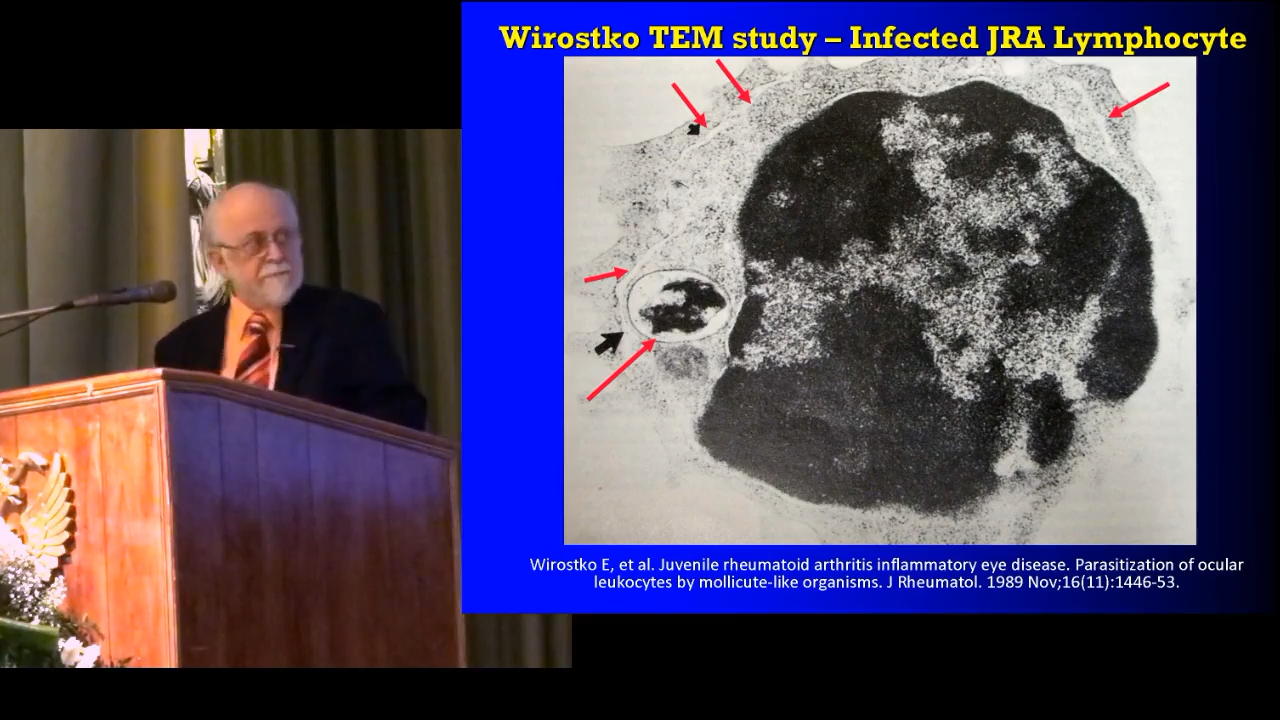 Wirostko TEM study – Infected JRA Lymphocyte
Wirostko E, et al. Juvenile rheumatoid arthritis inflammatory eye disease. Parasitization of ocular
leukocytes by mollicute-like organisms. J Rheumatol. 1989 Nov;16(11):1446-53.